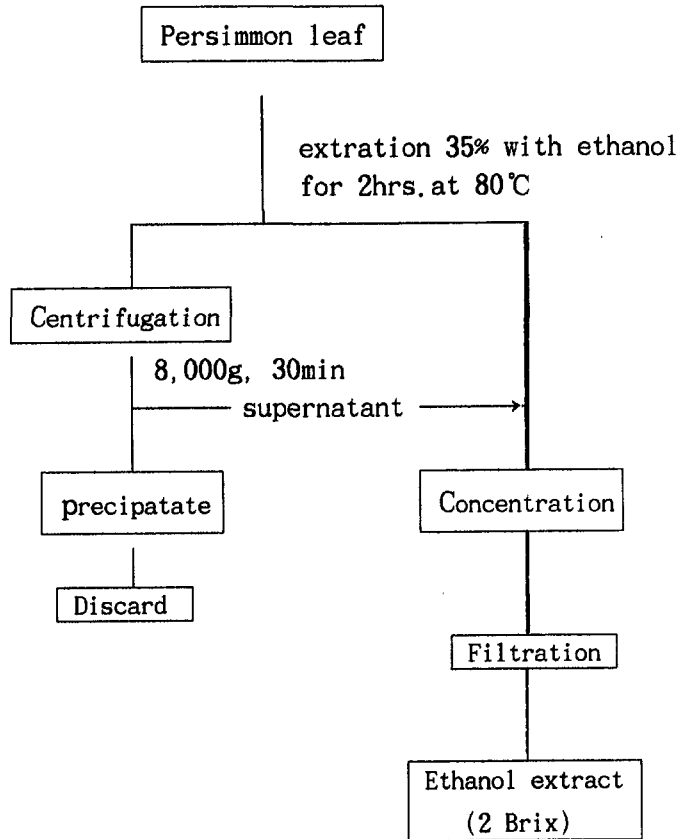 Persimmon leaf
extration 35% with ethanol
for 2hrs. at 80℃
Centrifugation
8,000g, 30min
supernatant
precipatate
Concentration
Discard
Filtration
Ethanol extract
(2 Brix)